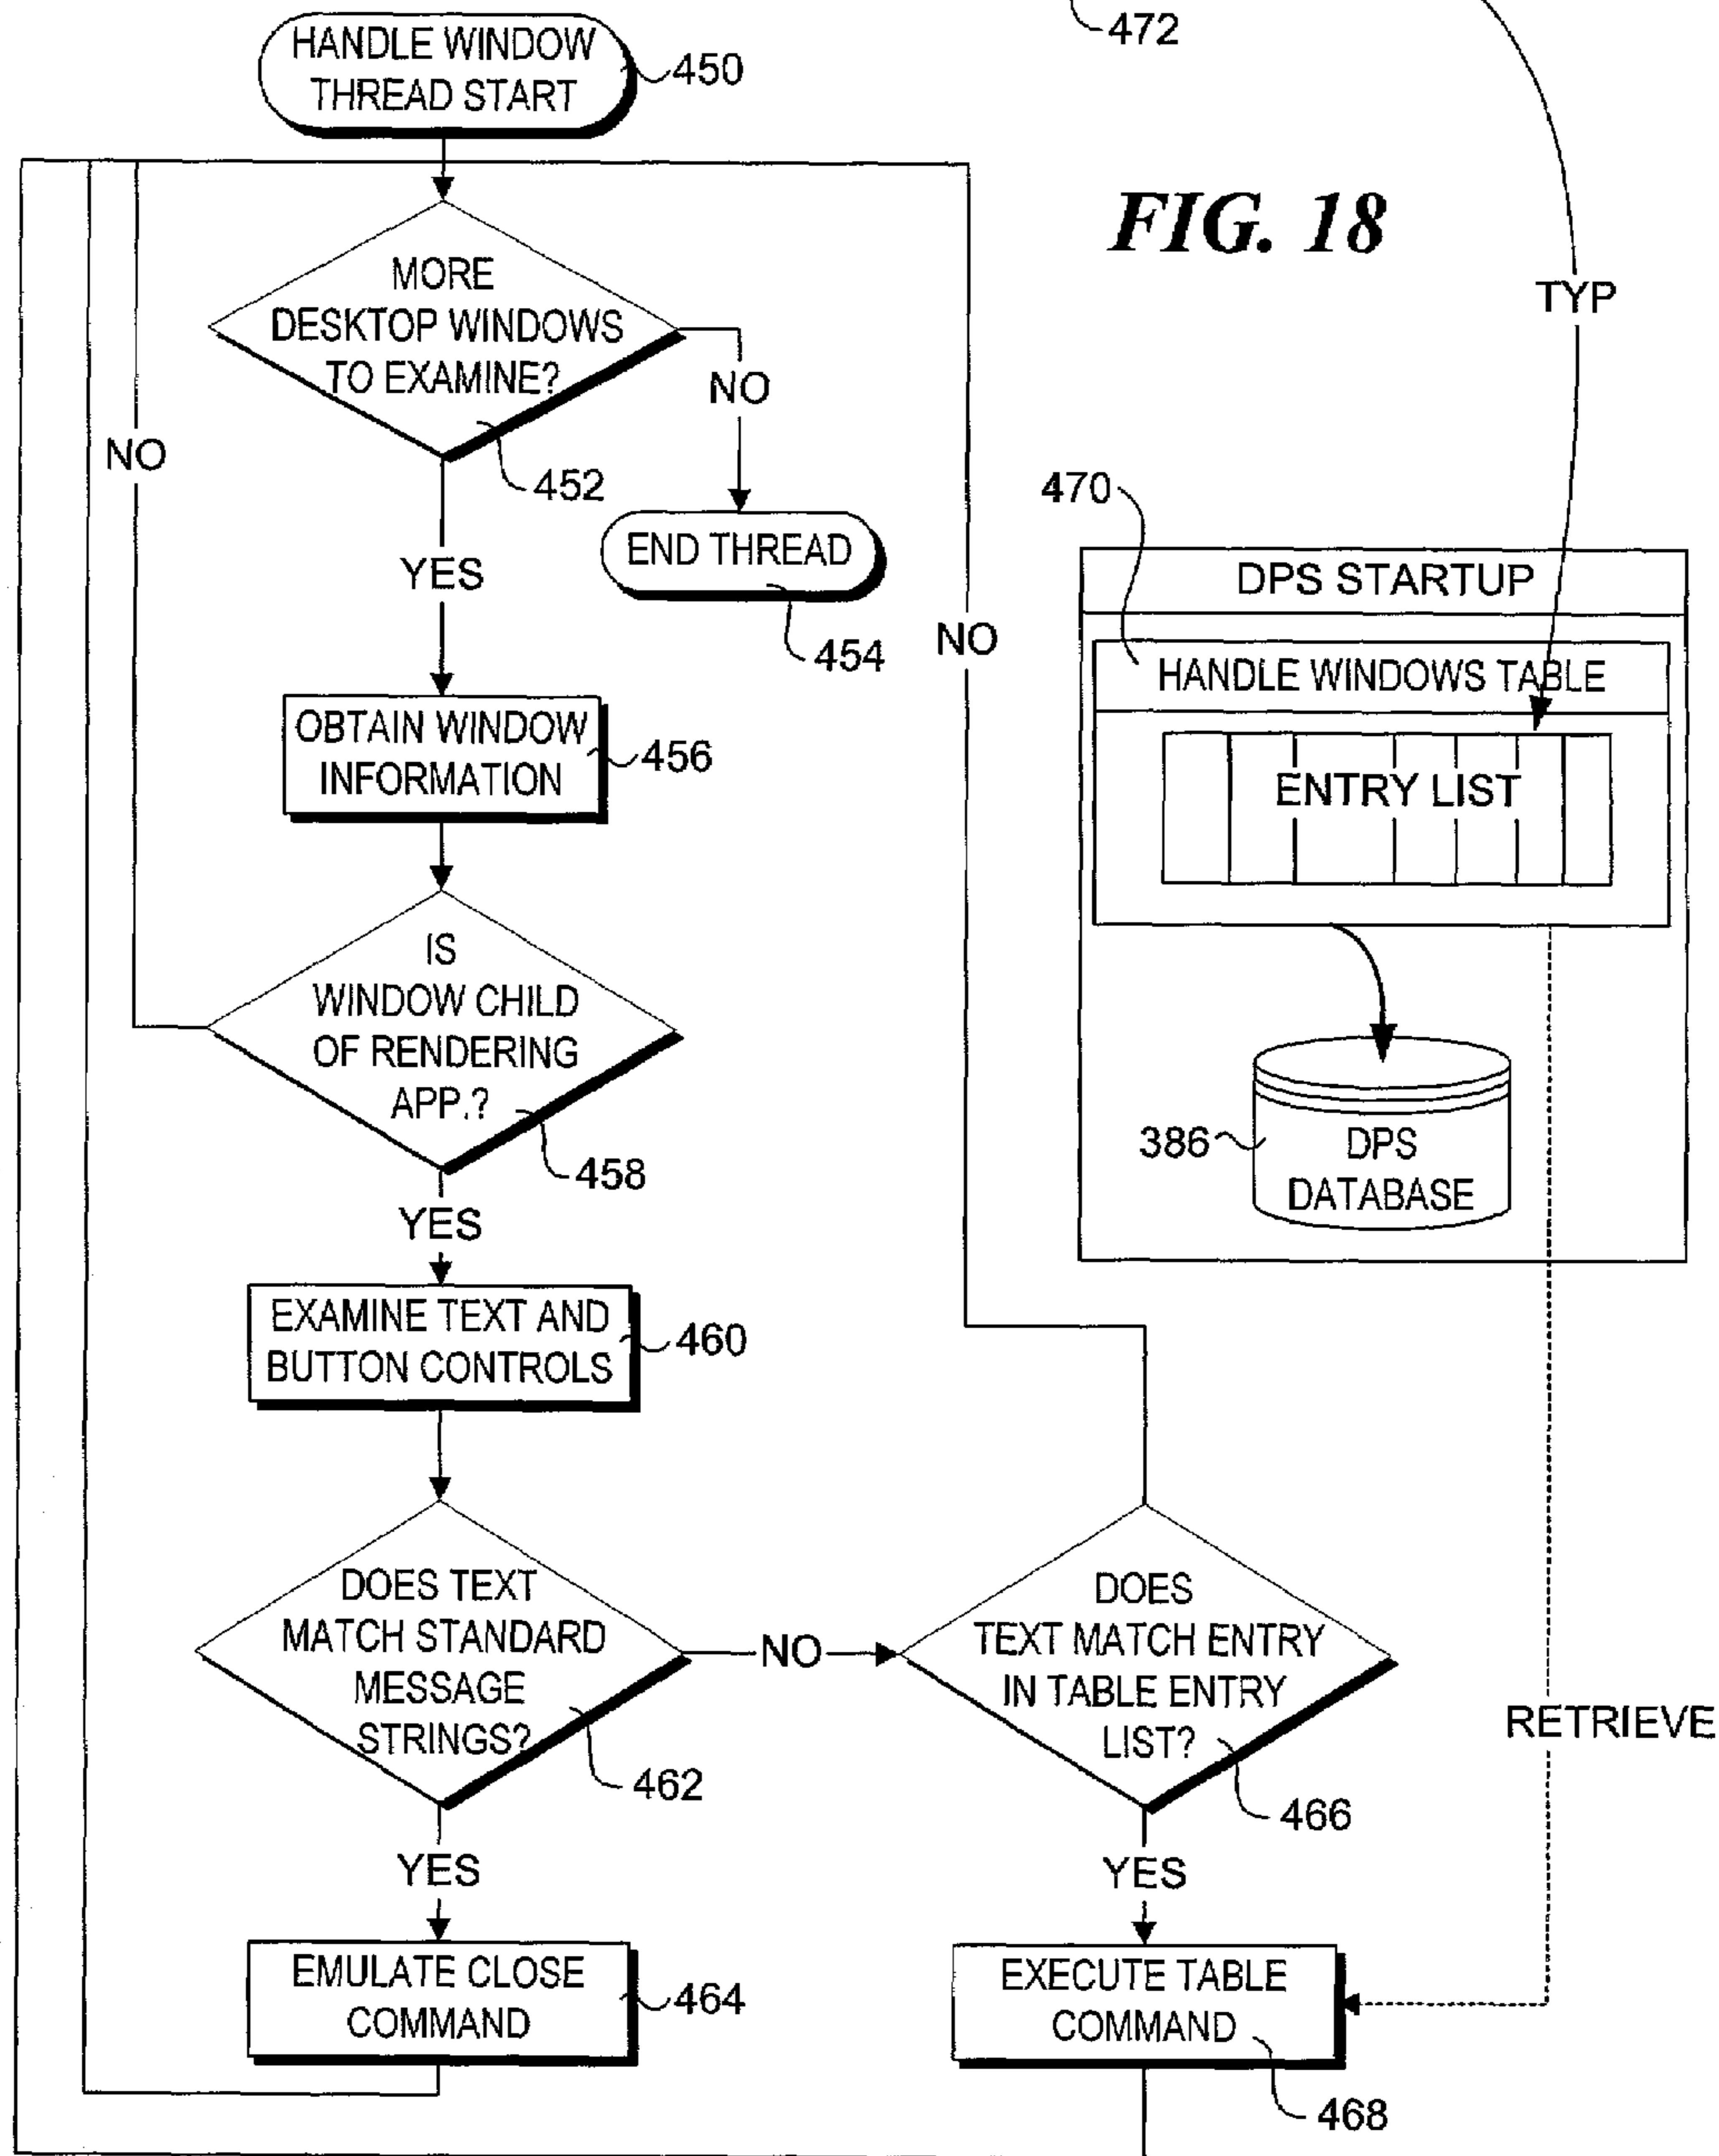 472
HANDLE WINDOW
THREAD START
450
FIG. 18
TYP
MORE
DESKTOP WINDOWS
TO EXAMINE?
NO
NO
452
YES
END THREAD
454
NO
470
DPS STARTUP
HANDLE WINDOWS TABLE
ENTRY LIST
OBTAIN WINDOW
INFORMATION
456
IS
WINDOW CHILD
OF RENDERING
APP.?
458
386
DPS
DATABASE
YES
EXAMINE TEXT AND
BUTTON CONTROLS
460
DOES TEXT
MATCH STANDARD
MESSAGE
STRINGS?
462
NO
DOES
TEXT MATCH ENTRY
IN TABLE ENTRY
LIST?
466
RETRIEVE
YES
YES
EMULATE CLOSE
COMMAND
464
EXECUTE TABLE
COMMAND
468